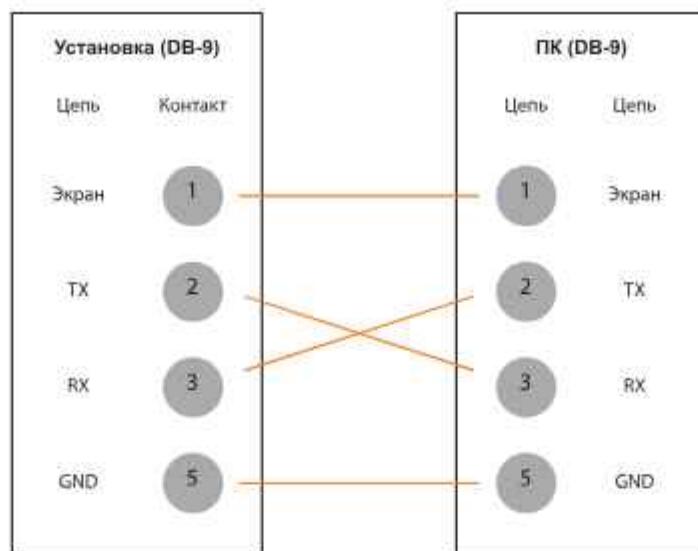 Установка (DB-9)
Цепь Контакт
Экран 1
TX 2
RX 3
GND 5
ПК (DB-9)
Цепь Цепь
1 Экран
2 TX
3 RX
5 GND